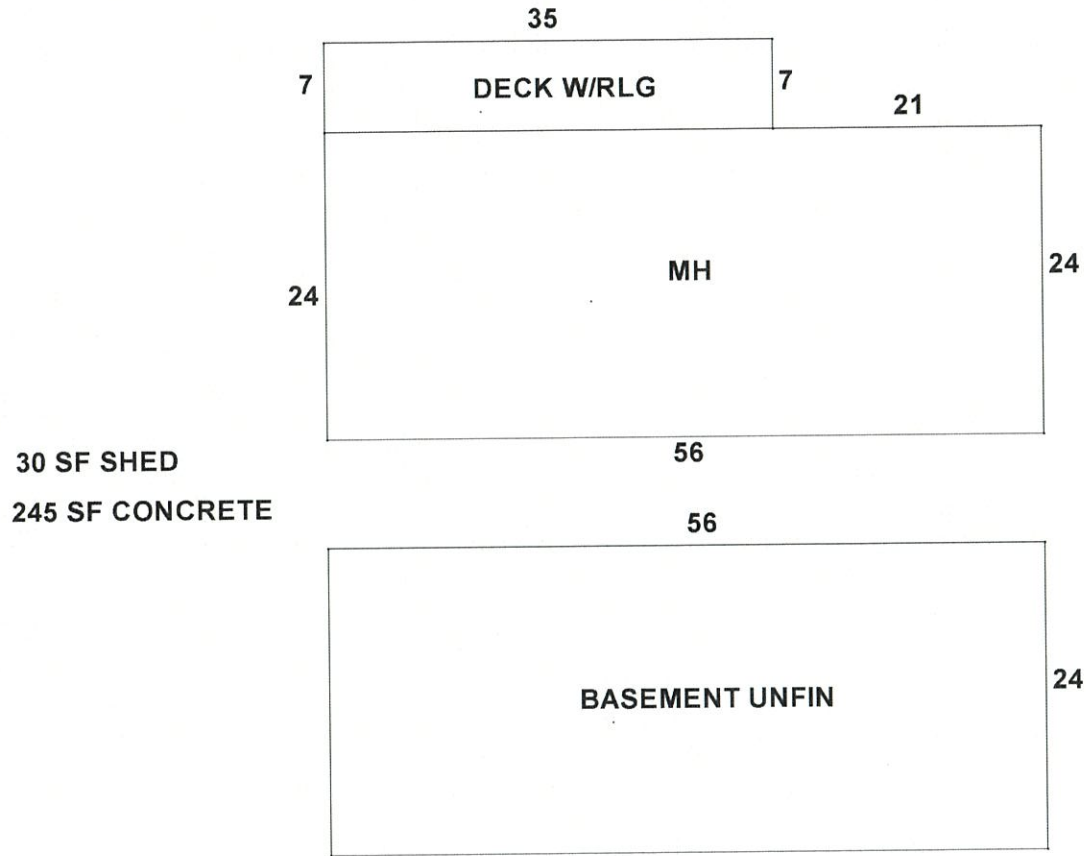 35
7
DECK W/RLG
7
21
MH
24
24
56
30 SF SHED
245 SF CONCRETE
56
BASEMENT UNFIN
24